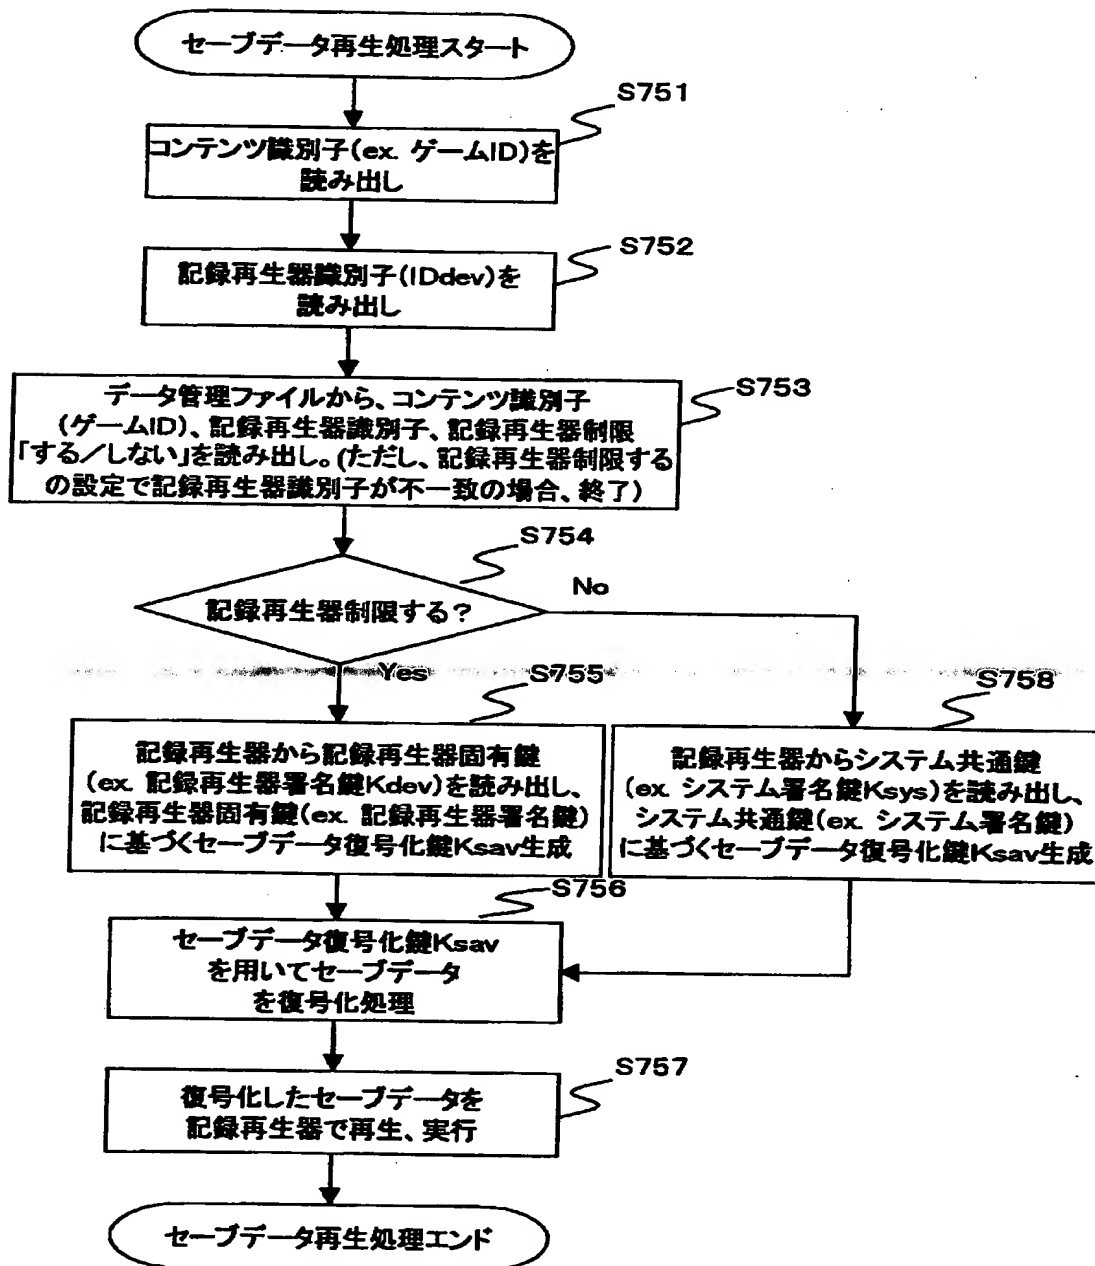 セーブデータ再生処理スタート
S751
コンテンツ識別子(ex. ゲームID)を
読み出し
S752
記録再生器識別子(IDdev)を
読み出し
S753
データ管理ファイルから、コンテンツ識別子
(ゲームID)、記録再生器識別子、記録再生器制限
「する/しない」を読み出し。(ただし、記録再生器制限する
の設定で記録再生器識別子が不一致の場合、終了)
S754
記録再生器制限する?
No
Yes
S755
記録再生器から記録再生器固有鍵
(ex. 記録再生器署名鍵Kdev)を読み出し、
記録再生器固有鍵(ex. 記録再生器署名鍵)
に基づくセーブデータ復号化鍵Ksav生成
S758
記録再生器からシステム共通鍵
(ex. システム署名鍵Ksys)を読み出し、
システム共通鍵(ex. システム署名鍵)
に基づくセーブデータ復号化鍵Ksav生成
S756
セーブデータ復号化鍵Ksav
を用いてセーブデータ
を復号化処理
S757
復号化したセーブデータを
記録再生器で再生、実行
セーブデータ再生処理エンド